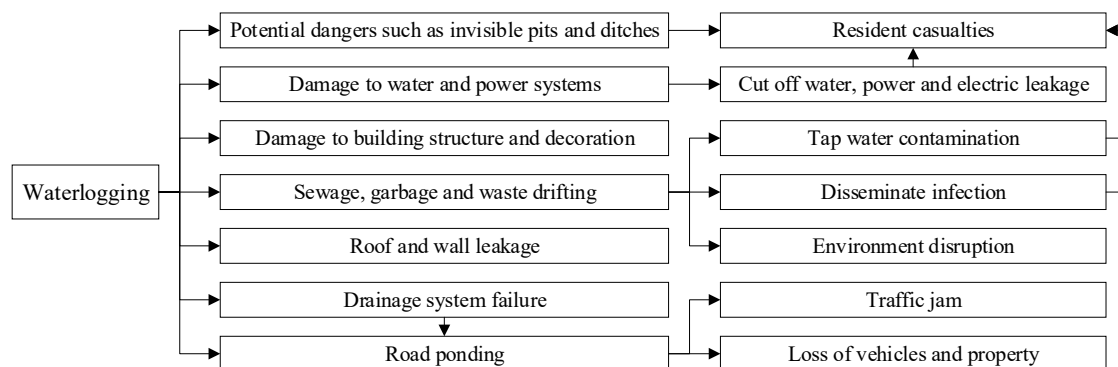 Potential dangers such as invisible pits and ditches
Resident casualties
Damage to water and power systems
Cut off water, power and electric leakage
Damage to building structure and decoration
Tap water contamination
Waterlogging
Sewage, garbage and waste drifting
Disseminate infection
Roof and wall leakage
Environment disruption
Drainage system failure
Traffic jam
Road ponding
Loss of vehicles and property